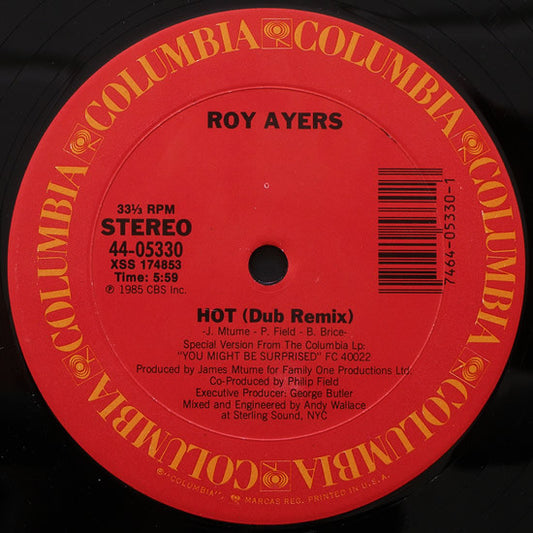 COLUMBIA COLUMBIA COLUMBIA COLUMBIA COLUMBIA COLUMBIA COLUMBIA
ROY AYERS
33⅓ RPM
STEREO
44-05330
XSS 174853
Time: 5:59
℗ 1985 CBS Inc.
7464-05330-1
HOT (Dub Remix)
-J. Mtume - P. Field - B. Brice-
Special Version From The Columbia Lp:
"YOU MIGHT BE SURPRISED" FC 40022
Produced by James Mtume for Family One Productions Ltd.
Co-Produced by Philip Field
Executive Producer: George Butler
Mixed and Engineered by Andy Wallace
at Sterling Sound, NYC
©"COLUMBIA", MARCAS REG. PRINTED IN U.S.A.